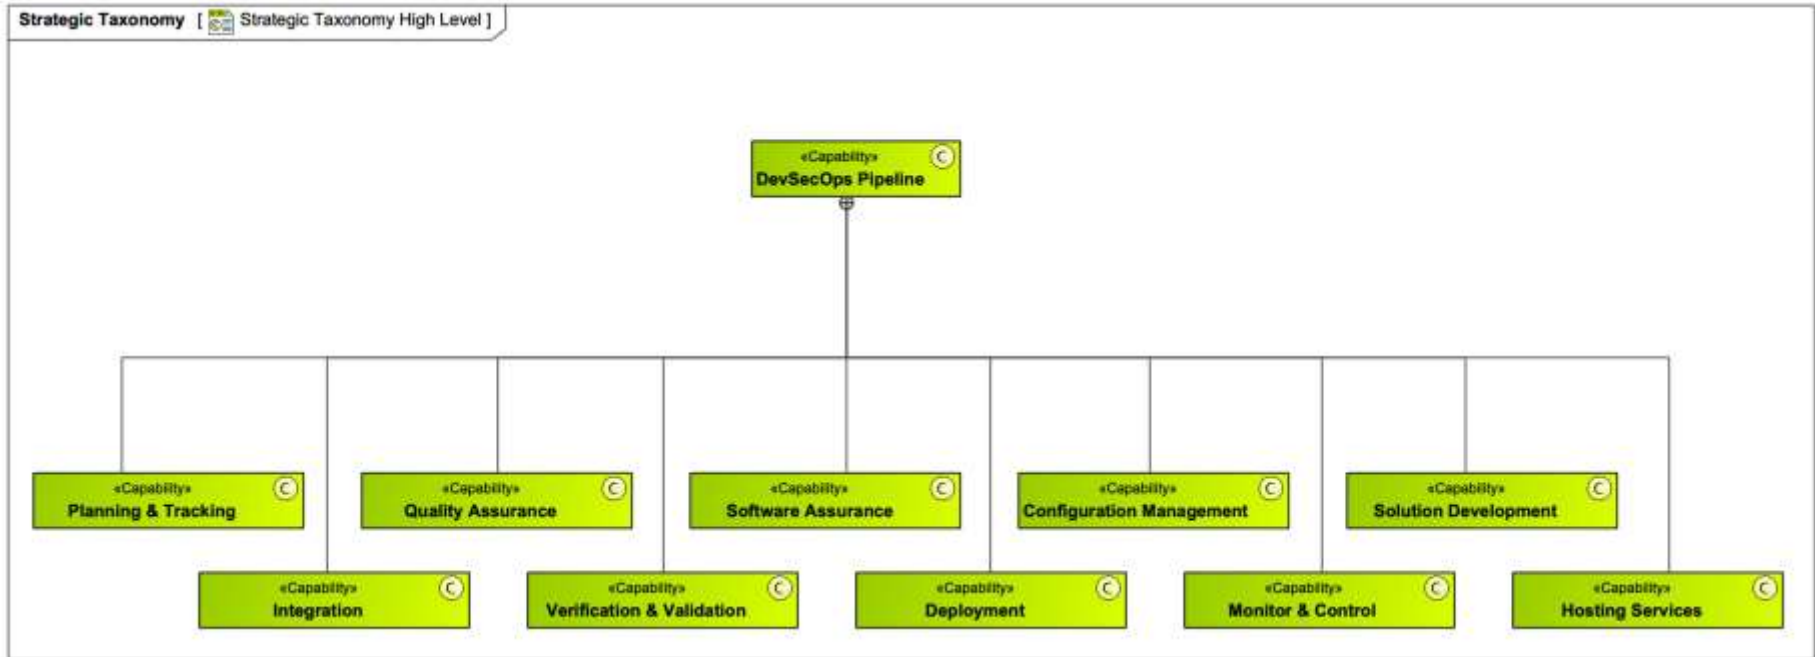 Strategic Taxonomy [ Strategic Taxonomy High Level ]
«Capability» C
DevSecOps Pipeline
«Capability» C
Planning & Tracking
«Capability» C
Quality Assurance
«Capability» C
Software Assurance
«Capability» C
Configuration Management
«Capability» C
Solution Development
«Capability» C
Integration
«Capability» C
Verification & Validation
«Capability» C
Deployment
«Capability» C
Monitor & Control
«Capability» C
Hosting Services